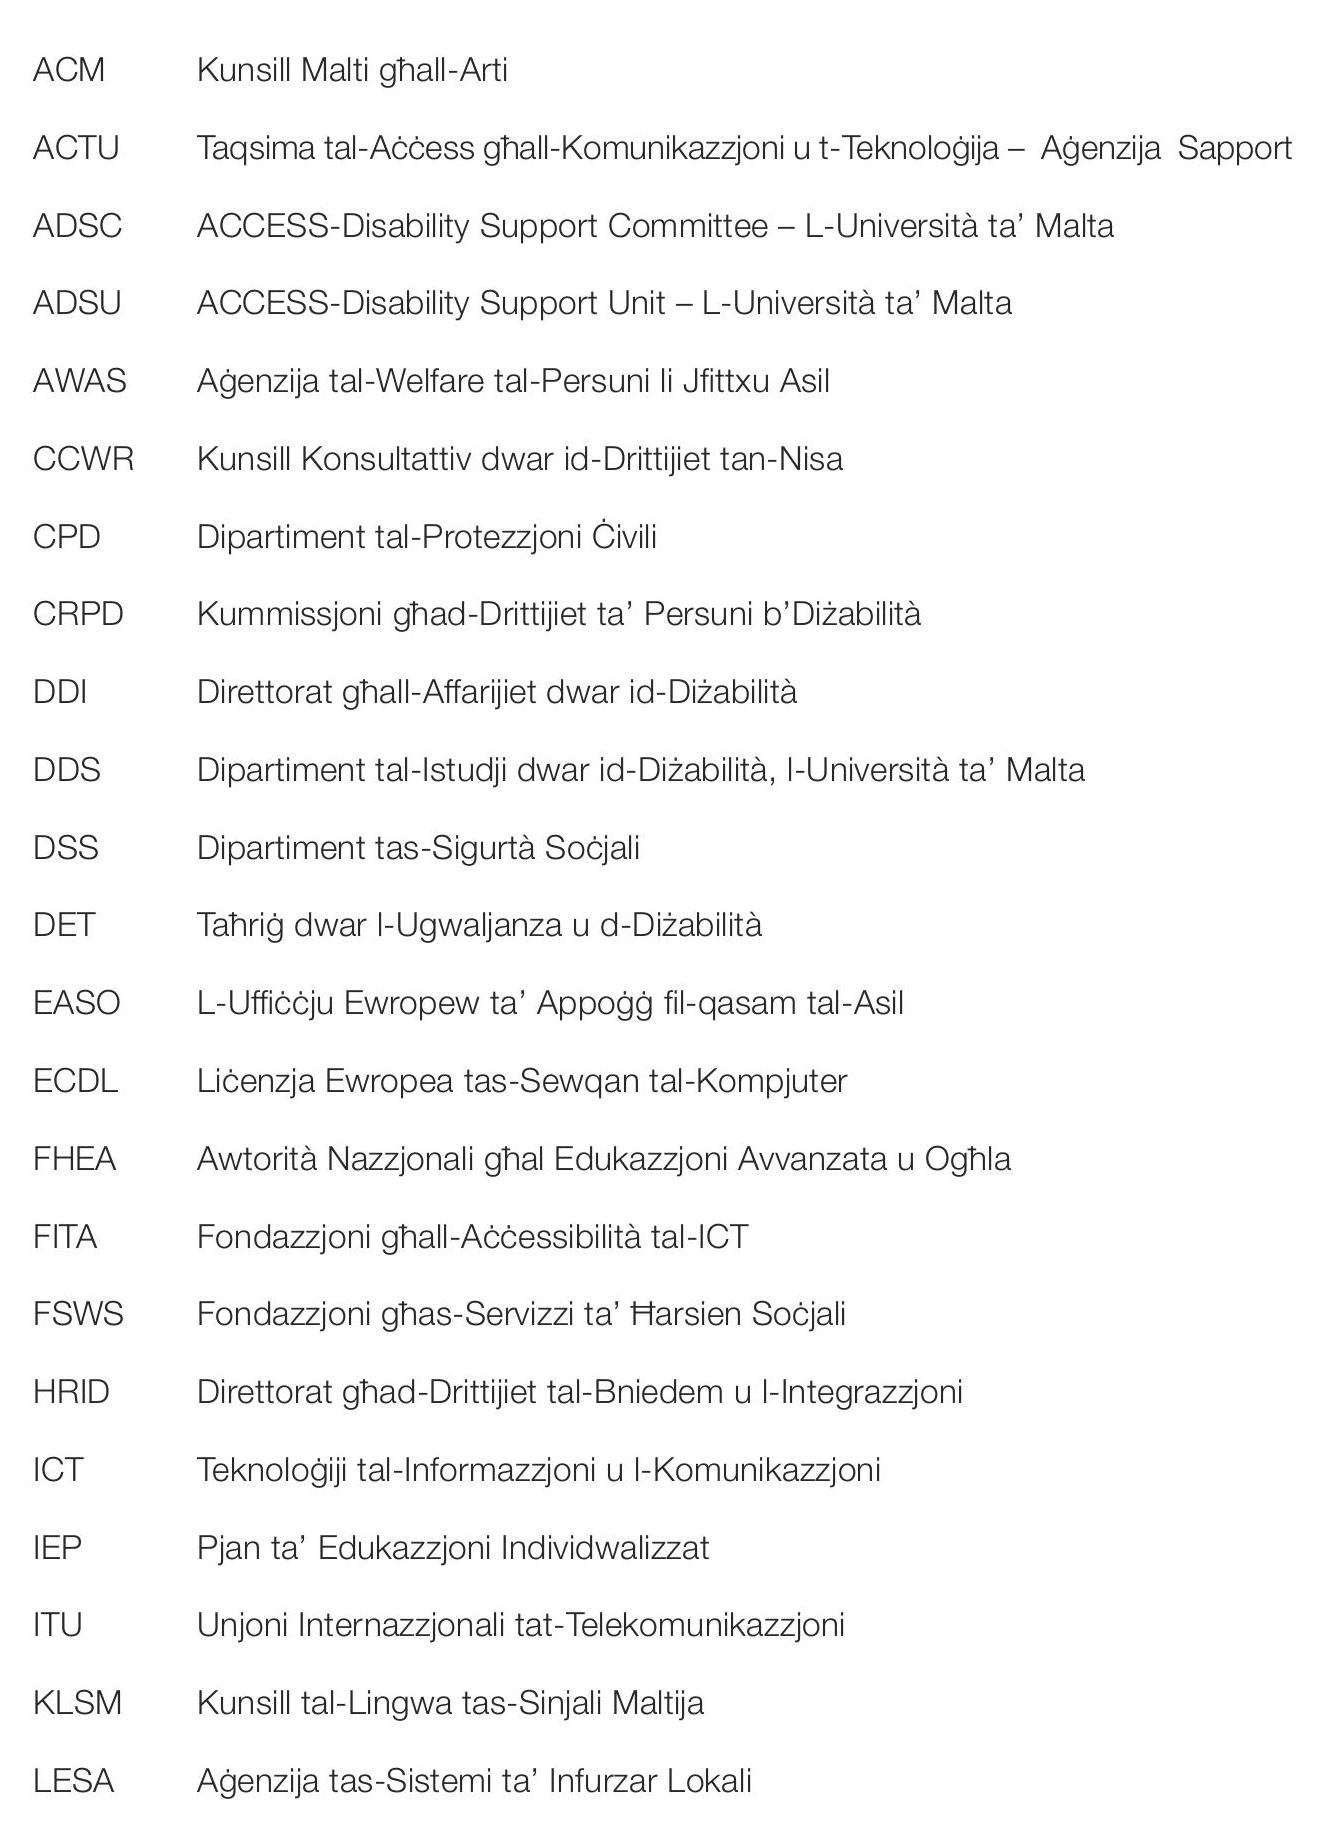 ACM Kunsill Malti għall-Arti
ACTU Taqsima tal-Aċċess għall-Komunikazzjoni u t-Teknoloġija – Aġenzija Sapport
ADSC ACCESS-Disability Support Committee – L-Università ta’ Malta
ADSU ACCESS-Disability Support Unit – L-Università ta’ Malta
AWAS Aġenzija tal-Welfare tal-Persuni li Jfittxu Asil
CCWR Kunsill Konsultattiv dwar id-Drittijiet tan-Nisa
CPD Dipartiment tal-Protezzjoni Ċivili
CRPD Kummissjoni għad-Drittijiet ta’ Persuni b’Diżabilità
DDI Direttorat għall-Affarijiet dwar id-Diżabilità
DDS Dipartiment tal-Istudji dwar id-Diżabilità, l-Università ta’ Malta
DSS Dipartiment tas-Sigurtà Soċjali
DET Taħriġ dwar l-Ugwaljanza u d-Diżabilità
EASO L-Uffiċċju Ewropew ta’ Appoġġ fil-qasam tal-Asil
ECDL Liċenzja Ewropea tas-Sewqan tal-Kompjuter
FHEA Awtorità Nazzjonali għal Edukazzjoni Avvanzata u Ogħla
FITA Fondazzjoni għall-Aċċessibilità tal-ICT
FSWS Fondazzjoni għas-Servizzi ta’ Ħarsien Soċjali
HRID Direttorat għad-Drittijiet tal-Bniedem u l-Integrazzjoni
ICT Teknoloġiji tal-Informazzjoni u l-Komunikazzjoni
IEP Pjan ta’ Edukazzjoni Individwalizzat
ITU Unjoni Internazzjonali tat-Telekomunikazzjoni
KLSM Kunsill tal-Lingwa tas-Sinjali Maltija
LESA Aġenzija tas-Sistemi ta’ Infurzar Lokali